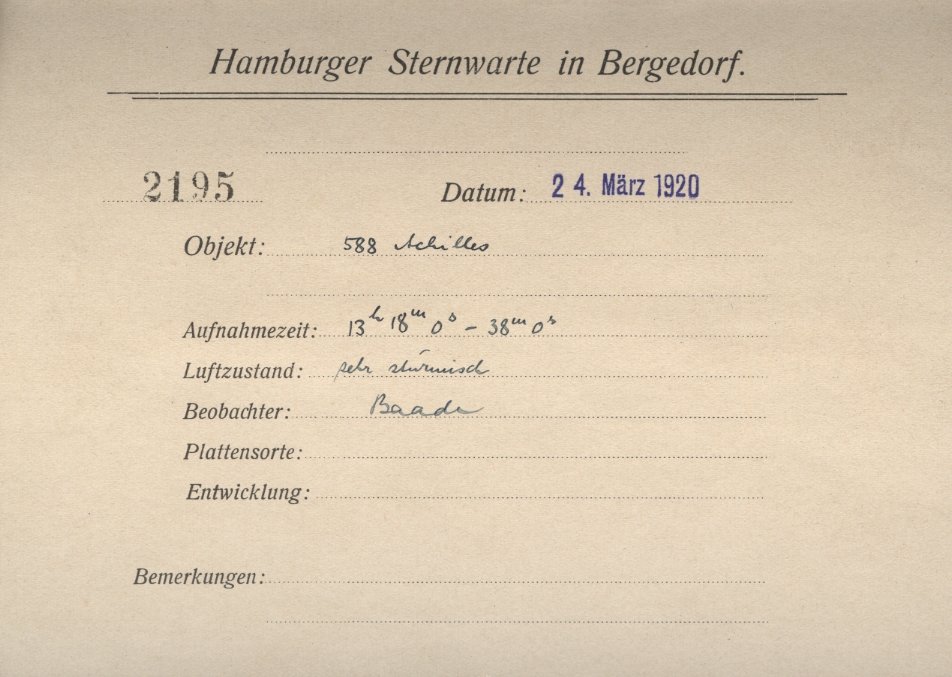 Hamburger Sternwarte in Bergedorf.
2195 Datum: 24. März 1920
Objekt: 588 Achilles
Aufnahmezeit: 13h 18m 0s – 38m 0s
Luftzustand: sehr stürmisch
Beobachter: Baade
Plattensorte:
Entwicklung:
Bemerkungen: